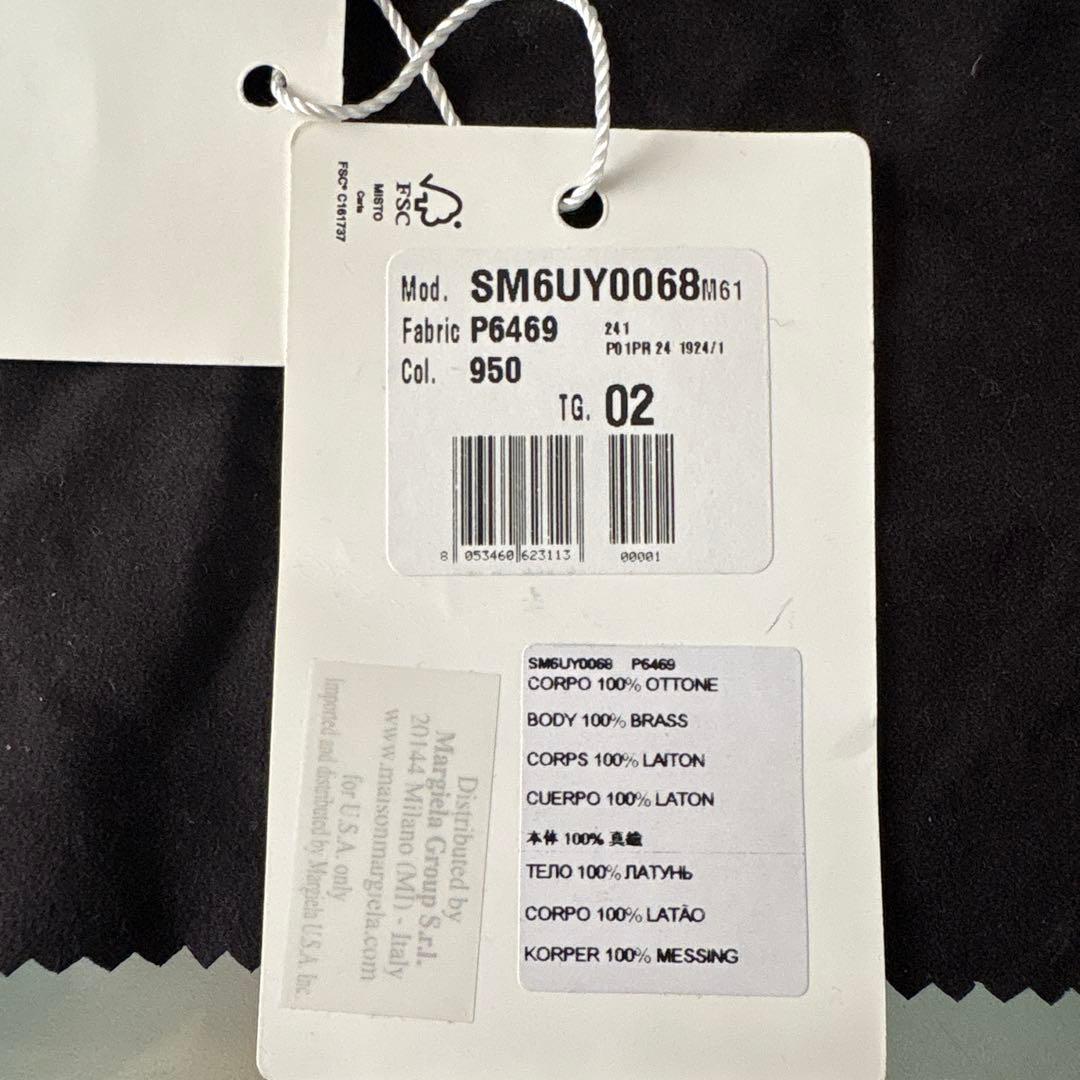 FSC
MISTO
Carta
FSC® C161737
Mod. SM6UY0068M61
Fabric P6469 241
P01PR 24 1924/1
Col. 950
TG. 02
8 053460 623113 00001
SM6UY0068 P6469
CORPO 100% OTTONE
BODY 100% BRASS
CORPS 100% LAITON
CUERPO 100% LATON
本体 100% 真鍮
ТЕЛО 100% ЛАТУНЬ
CORPO 100% LATÃO
KORPER 100% MESSING
Distributed by
Margiela Group S.r.l.
20144 Milano (MI) - Italy
www.maisonmargiela.com
for U.S.A. only
Imported and distributed by Margiela U.S.A. Inc.